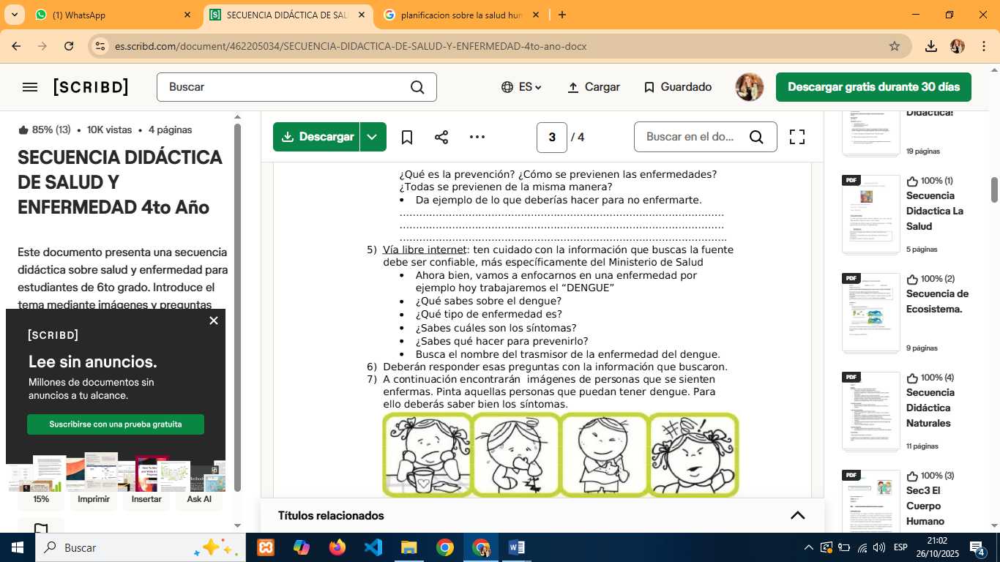 (1) WhatsApp
SECUENCIA DIDÁCTICA DE SAL
planificacion sobre la salud hum
es.scribd.com/document/462205034/SECUENCIA-DIDACTICA-DE-SALUD-Y-ENFERMEDAD-4to-ano-docx
[SCRIBD]
Buscar
ES
Cargar
Guardado
Descargar gratis durante 30 días
85% (13) • 10K vistas • 4 páginas
SECUENCIA DIDÁCTICA
DE SALUD Y
ENFERMEDAD 4to Año
Este documento presenta una secuencia
didáctica sobre salud y enfermedad para
estudiantes de 6to grado. Introduce el
tema mediante imágenes y preguntas
[SCRIBD]
Lee sin anuncios.
Millones de documentos sin
anuncios a tu alcance.
Suscribirse con una prueba gratuita
15%
Imprimir
Insertar
Ask AI
Descargar
3 / 4
Buscar en el do...
¿Qué es la prevención? ¿Cómo se previenen las enfermedades?
¿Todas se previenen de la misma manera?
• Da ejemplo de lo que deberías hacer para no enfermarte.
5) Vía libre internet: ten cuidado con la información que buscas la fuente
debe ser confiable, más específicamente del Ministerio de Salud
• Ahora bien, vamos a enfocarnos en una enfermedad por
ejemplo hoy trabajaremos el “DENGUE”
• ¿Qué sabes sobre el dengue?
• ¿Qué tipo de enfermedad es?
• ¿Sabes cuáles son los síntomas?
• ¿Sabes qué hacer para prevenirlo?
• Busca el nombre del trasmisor de la enfermedad del dengue.
6) Deberán responder esas preguntas con la información que buscaron.
7) A continuación encontrarán imágenes de personas que se sienten
enfermas. Pinta aquellas personas que puedan tener dengue. Para
ello deberás saber bien los síntomas.
Títulos relacionados
Didáctica!
19 páginas
PDF
100% (1)
Secuencia
Didactica La
Salud
5 páginas
PDF
100% (2)
Secuencia de
Ecosistema.
9 páginas
PDF
100% (4)
Secuencia
Didáctica
Naturales
11 páginas
PDF
100% (3)
Sec3 El
Cuerpo
Humano
Buscar
ESP
21:02
26/10/2025
4